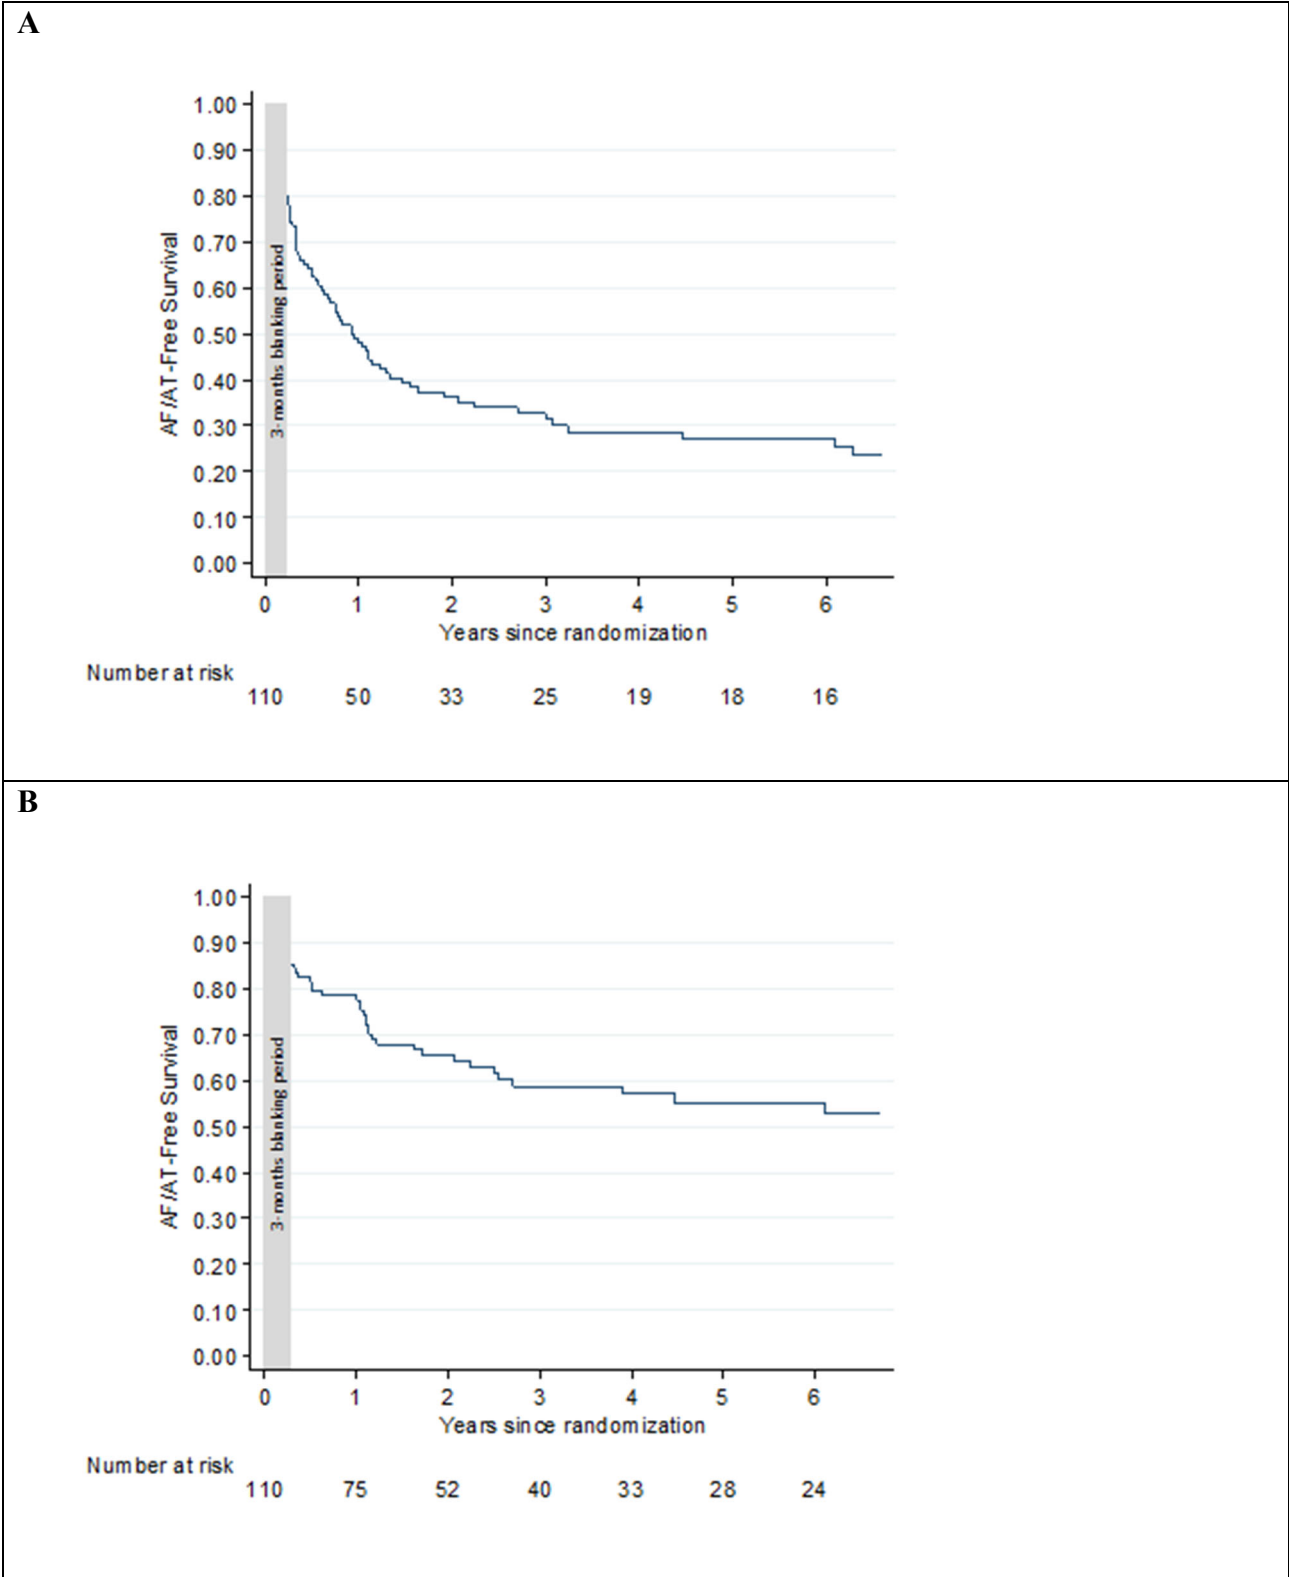 A
1.00
0.90
0.80
0.70
0.60
0.50
0.40
0.30
0.20
0.10
0.00
AF/AT-Free Survival
3-months blanking period
0 1 2 3 4 5 6
Years since randomization
Number at risk
110 50 33 25 19 18 16
B
1.00
0.90
0.80
0.70
0.60
0.50
0.40
0.30
0.20
0.10
0.00
AF/AT-Free Survival
3-months blanking period
0 1 2 3 4 5 6
Years since randomization
Number at risk
110 75 52 40 33 28 24